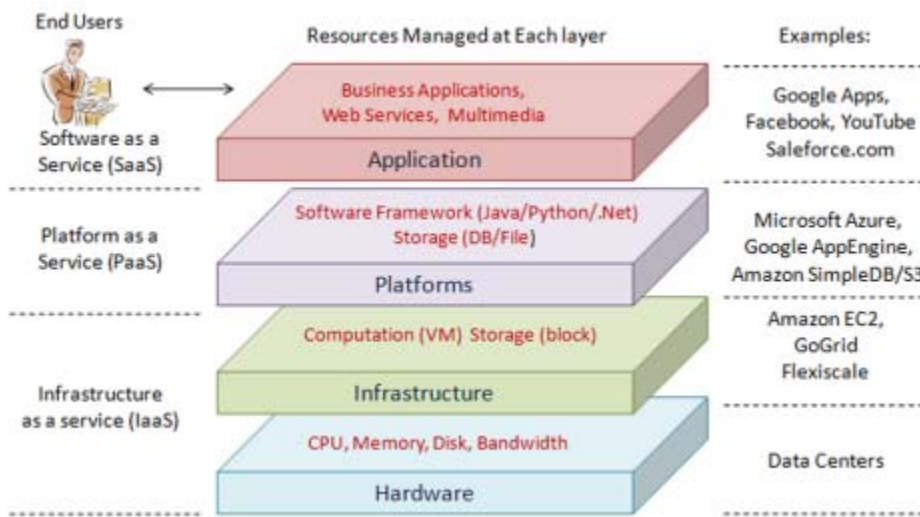 End Users
Resources Managed at Each layer
Examples:
Business Applications,
Web Services, Multimedia
Application
Software as a
Service (SaaS)
Google Apps,
Facebook, YouTube
Saleforce.com
Software Framework (Java/Python/.Net)
Storage (DB/File)
Platforms
Platform as a
Service (PaaS)
Microsoft Azure,
Google AppEngine,
Amazon SimpleDB/S3
Computation (VM) Storage (block)
Infrastructure
Amazon EC2,
GoGrid
Flexiscale
Infrastructure
as a service (IaaS)
CPU, Memory, Disk, Bandwidth
Hardware
Data Centers